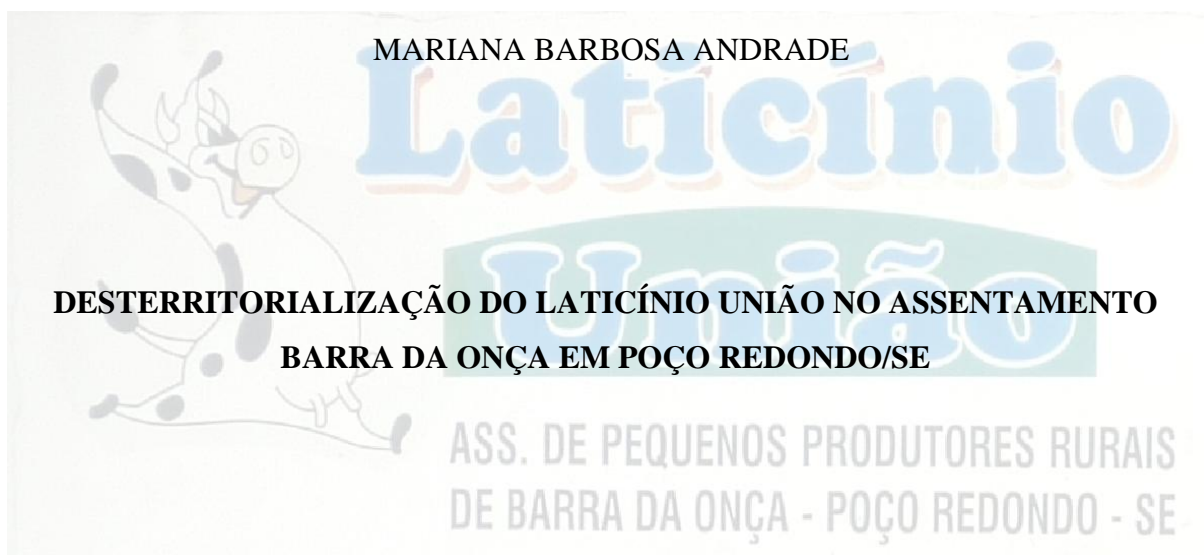 MARIANA BARBOSA ANDRADE
Laticínio
União
DESTERRITORIALIZAÇÃO DO LATICÍNIO UNIÃO NO ASSENTAMENTO
BARRA DA ONÇA EM POÇO REDONDO/SE
ASS. DE PEQUENOS PRODUTORES RURAIS
DE BARRA DA ONÇA - POÇO REDONDO - SE